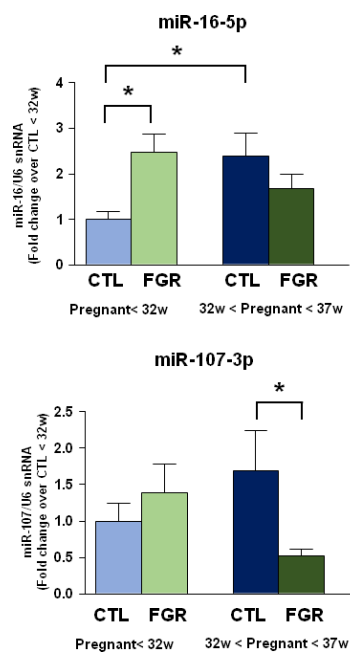 miR-16-5p
*
*
miR-16/U6 snRNA
(Fold change over CTL < 32w)
4
3
2
1
0
CTL FGR CTL FGR
Pregnant< 32w 32w < Pregnant < 37w
miR-107-3p
*
miR-107/U6 snRNA
(Fold change over CTL < 32w)
2.5
2.0
1.5
1.0
0.5
0.0
CTL FGR CTL FGR
Pregnant< 32w 32w < Pregnant < 37w